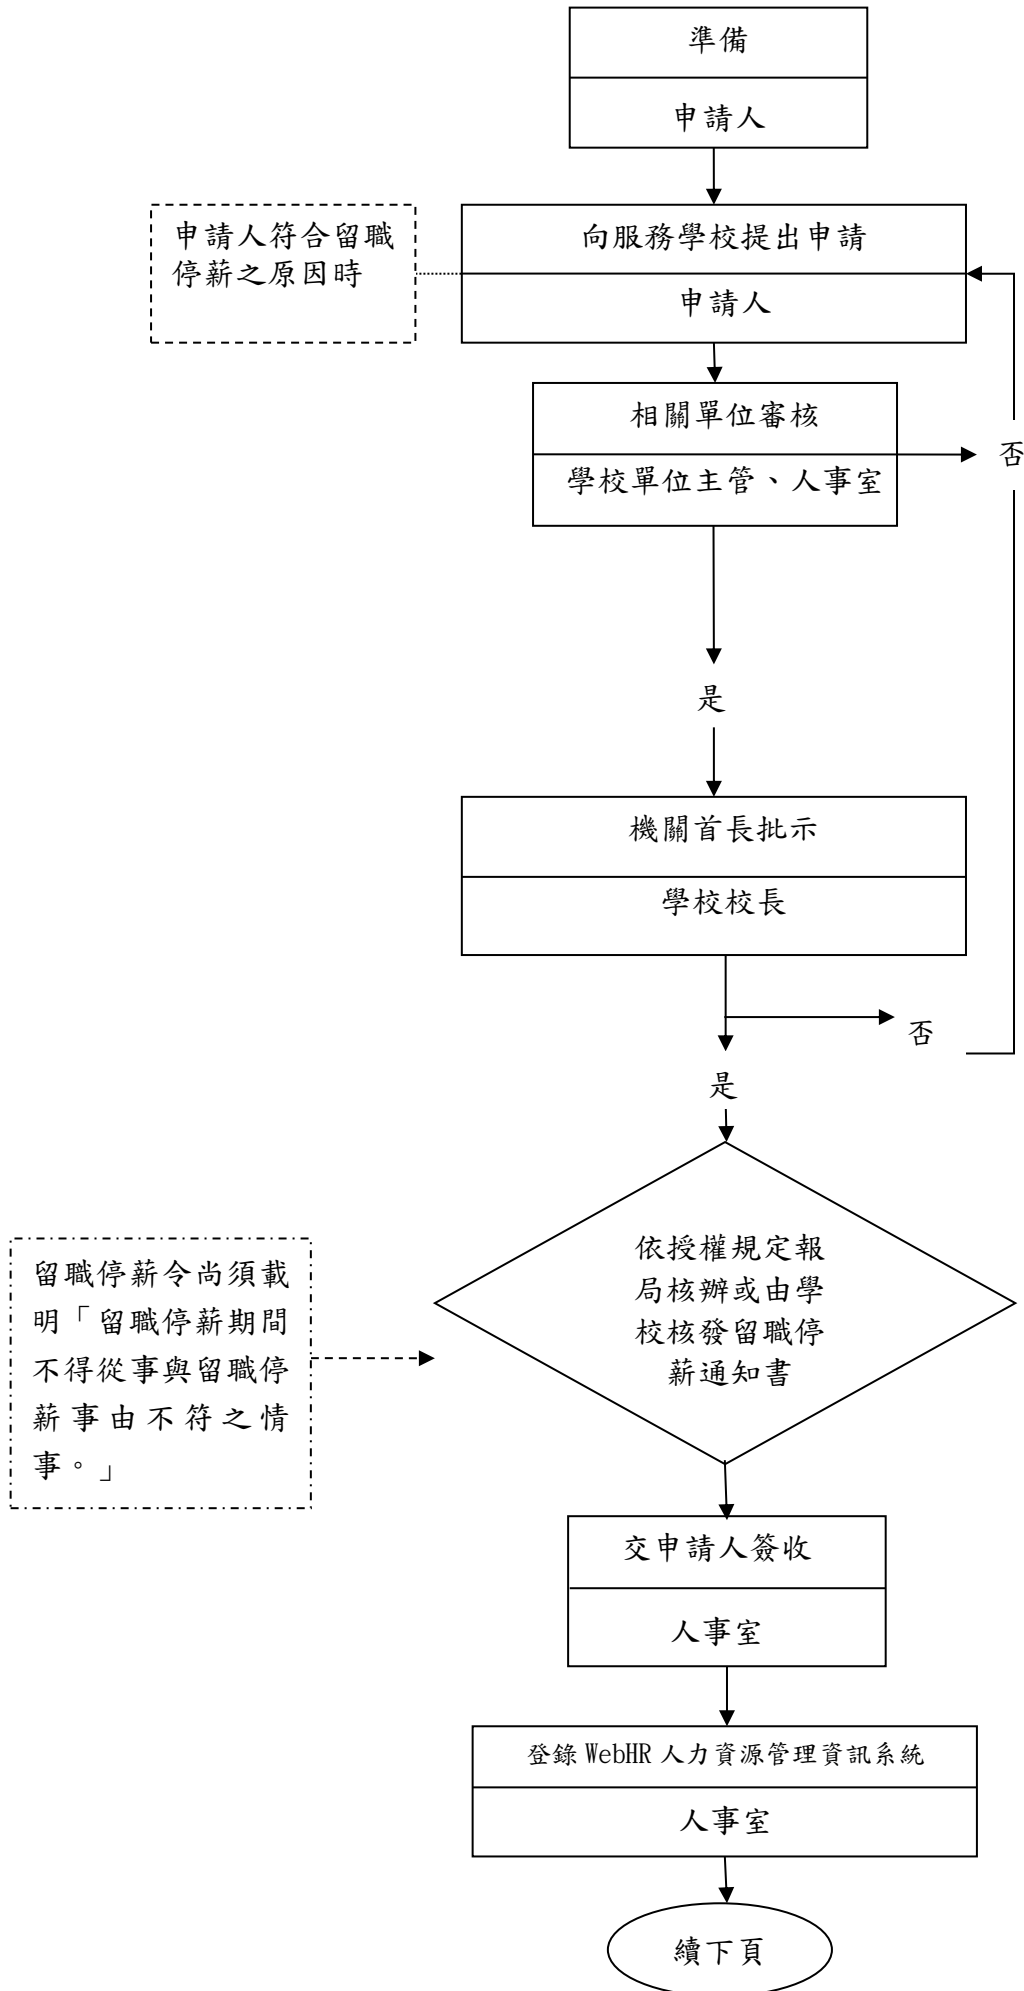 準備
申請人
申請人符合留職
停薪之原因時
向服務學校提出申請
申請人
相關單位審核
學校單位主管、人事室
否
是
機關首長批示
學校校長
否
是
依授權規定報
局核辦或由學
校核發留職停
薪通知書
留職停薪令尚須載
明「留職停薪期間
不得從事與留職停
薪事由不符之情
事。」
交申請人簽收
人事室
登錄 WebHR 人力資源管理資訊系統
人事室
續下頁